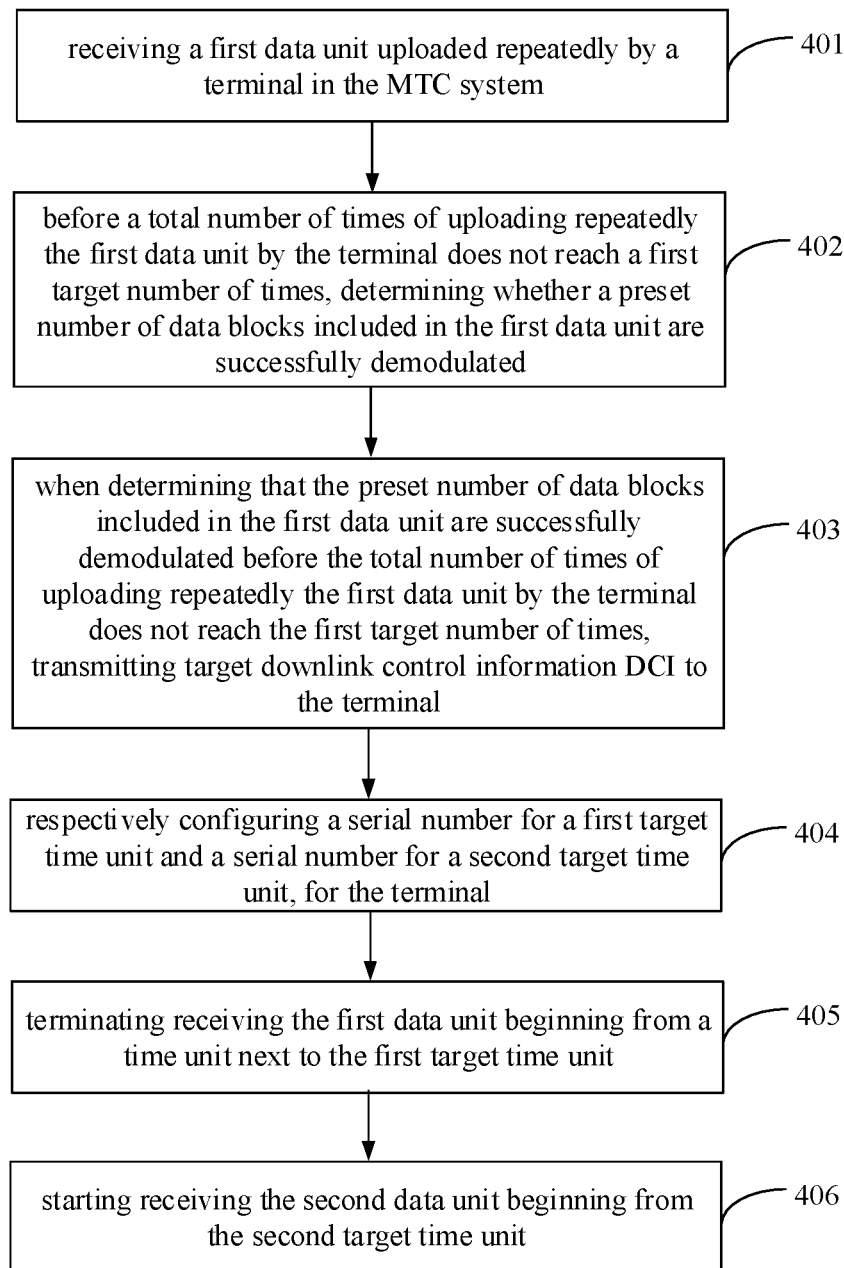 receiving a first data unit uploaded repeatedly by a
terminal in the MTC system
401
before a total number of times of uploading repeatedly
the first data unit by the terminal does not reach a first
target number of times, determining whether a preset
number of data blocks included in the first data unit are
successfully demodulated
402
when determining that the preset number of data blocks
included in the first data unit are successfully
demodulated before the total number of times of
uploading repeatedly the first data unit by the terminal
does not reach the first target number of times,
transmitting target downlink control information DCI to
the terminal
403
respectively configuring a serial number for a first target
time unit and a serial number for a second target time
unit, for the terminal
404
terminating receiving the first data unit beginning from a
time unit next to the first target time unit
405
starting receiving the second data unit beginning from
the second target time unit
406